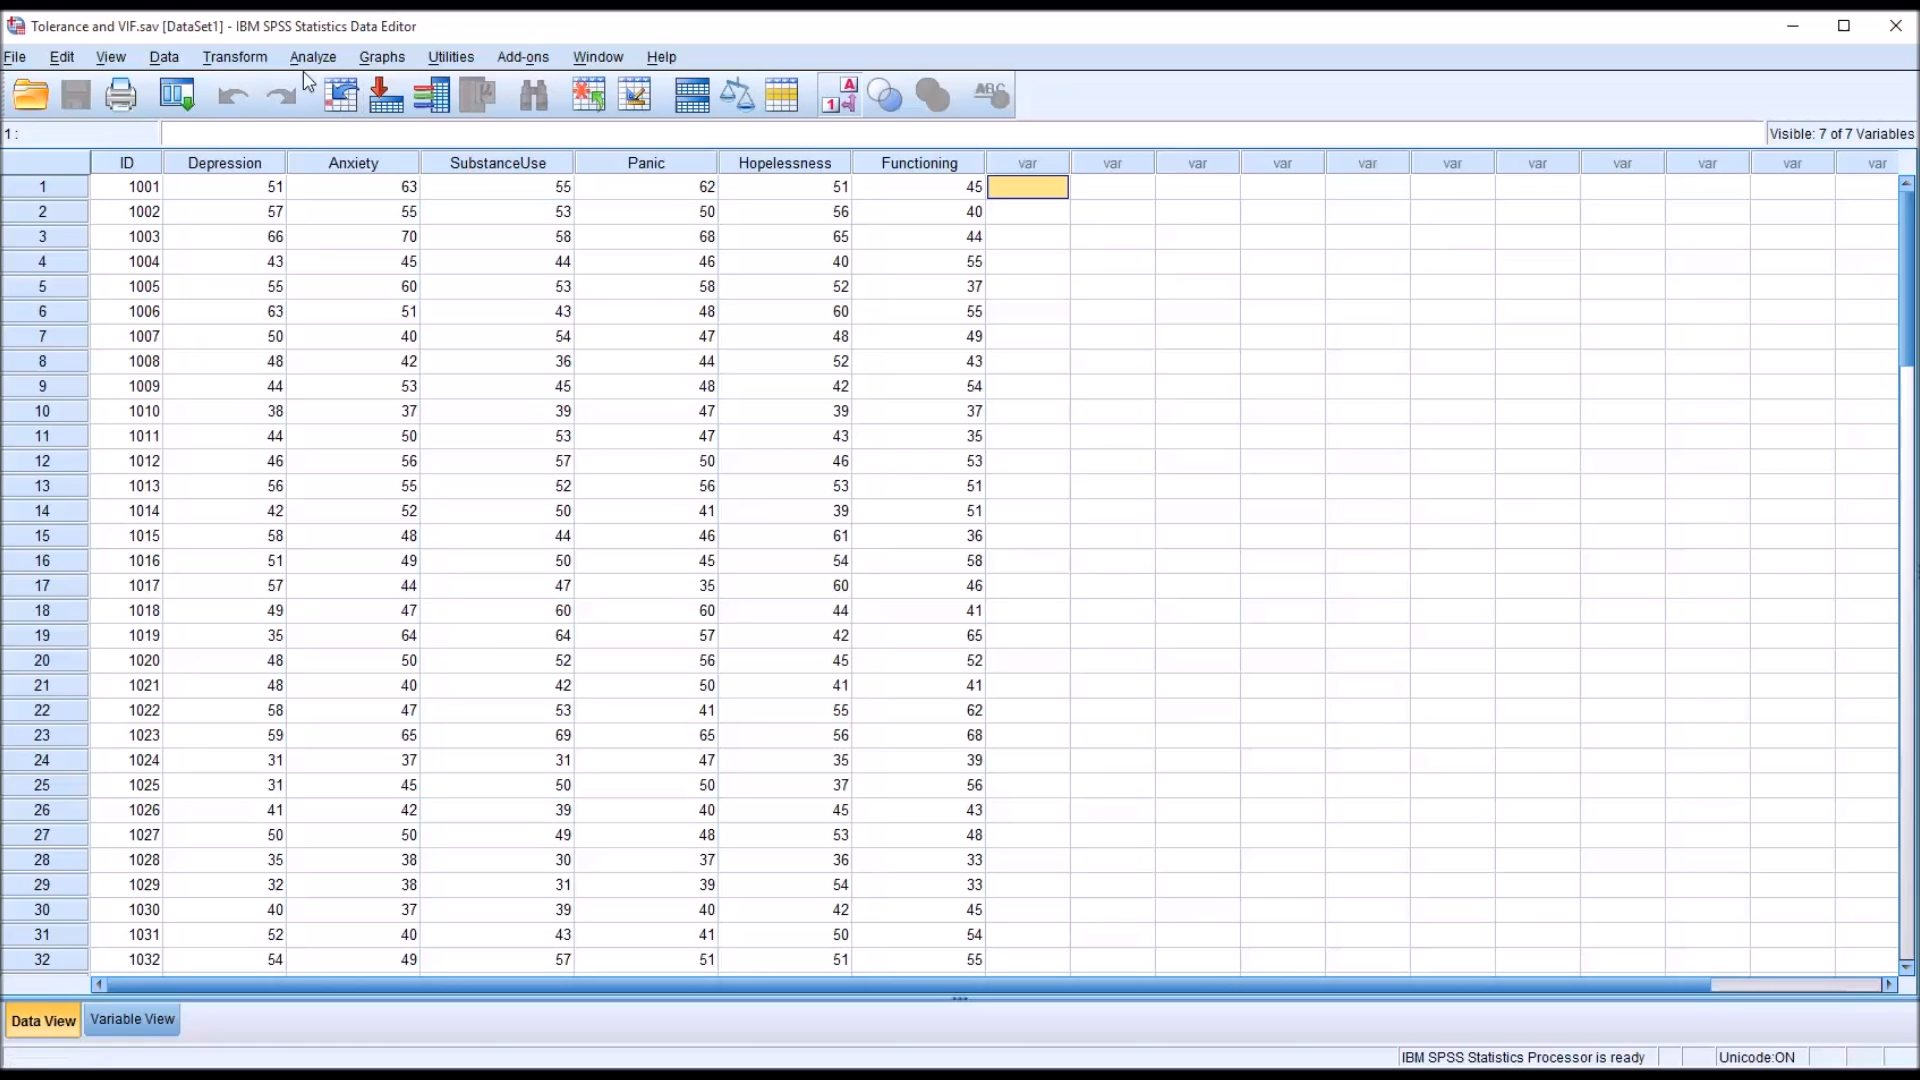 Tolerance and VIF.sav [DataSet1] - IBM SPSS Statistics Data Editor
File Edit View Data Transform Analyze Graphs Utilities Add-ons Window Help
1 A ABC
1 : Visible: 7 of 7 Variables
ID Depression Anxiety SubstanceUse Panic Hopelessness Functioning var var var var var var var var var var var
1 1001 51 63 55 62 51 45
2 1002 57 55 53 50 56 40
3 1003 66 70 58 68 65 44
4 1004 43 45 44 46 40 55
5 1005 55 60 53 58 52 37
6 1006 63 51 43 48 60 55
7 1007 50 40 54 47 48 49
8 1008 48 42 36 44 52 43
9 1009 44 53 45 48 42 54
10 1010 38 37 39 47 39 37
11 1011 44 50 53 47 43 35
12 1012 46 56 57 50 46 53
13 1013 56 55 52 56 53 51
14 1014 42 52 50 41 39 51
15 1015 58 48 44 46 61 36
16 1016 51 49 50 45 54 58
17 1017 57 44 47 35 60 46
18 1018 49 47 60 60 44 41
19 1019 35 64 64 57 42 65
20 1020 48 50 52 56 45 52
21 1021 48 40 42 50 41 41
22 1022 58 47 53 41 55 62
23 1023 59 65 69 65 56 68
24 1024 31 37 31 47 35 39
25 1025 31 45 50 50 37 56
26 1026 41 42 39 40 45 43
27 1027 50 50 49 48 53 48
28 1028 35 38 30 37 36 33
29 1029 32 38 31 39 54 33
30 1030 40 37 39 40 42 45
31 1031 52 40 43 41 50 54
32 1032 54 49 57 51 51 55
Data View Variable View
IBM SPSS Statistics Processor is ready Unicode:ON